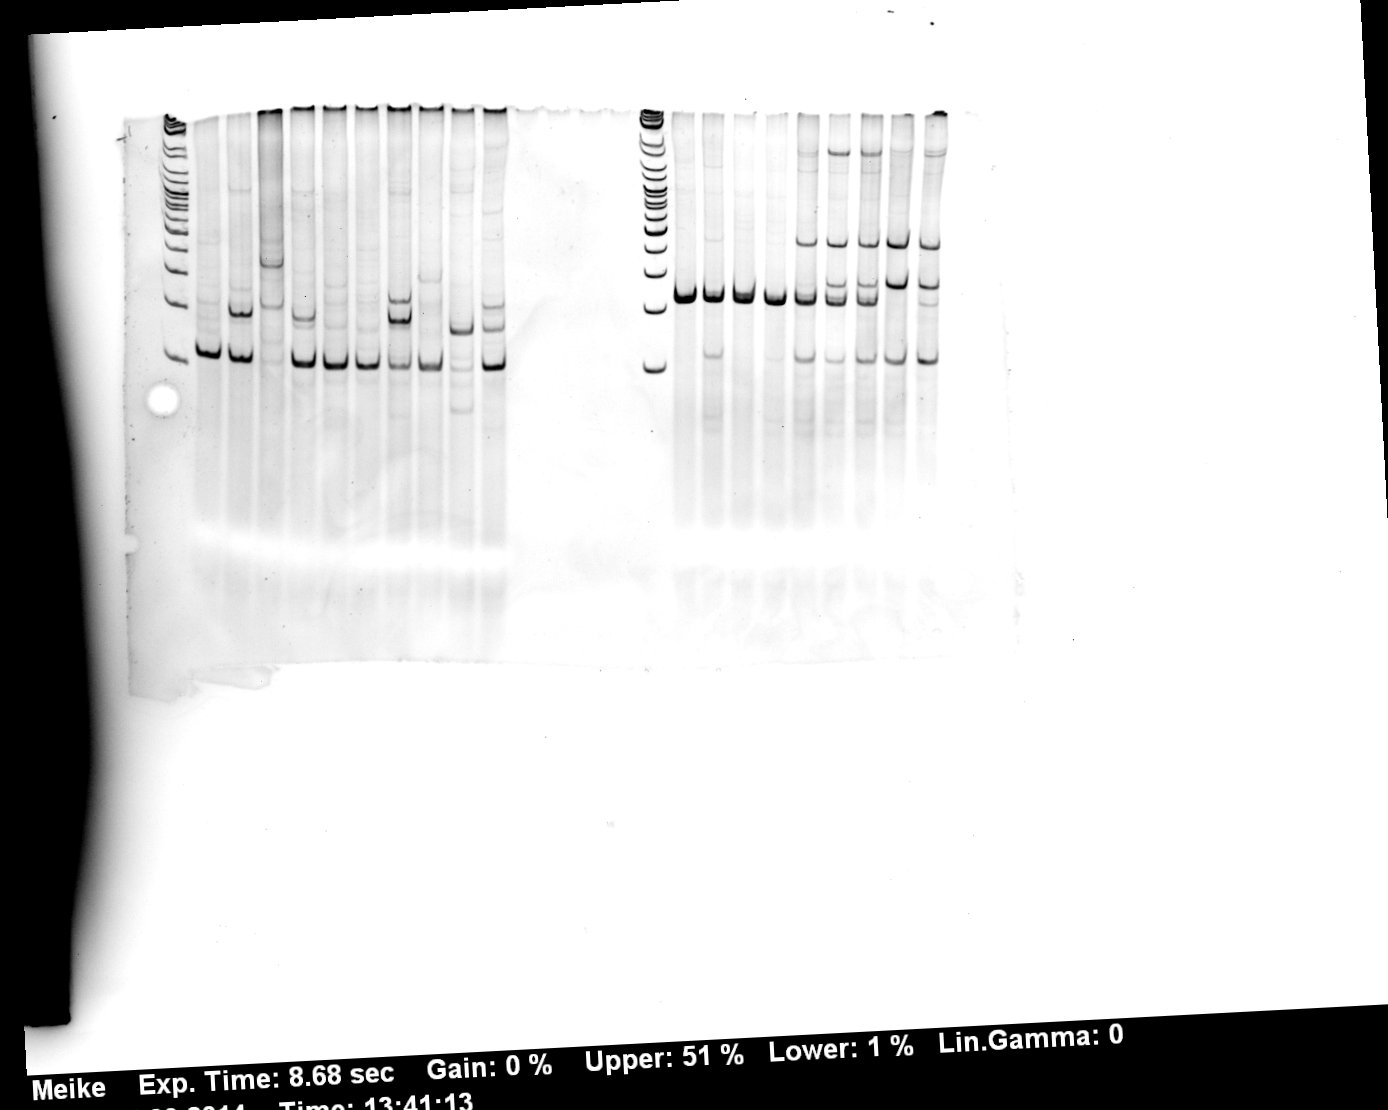 Meike Exp. Time: 8.68 sec Gain: 0 % Upper: 51 % Lower: 1 % Lin.Gamma: 0
2014 Time: 13:41:13